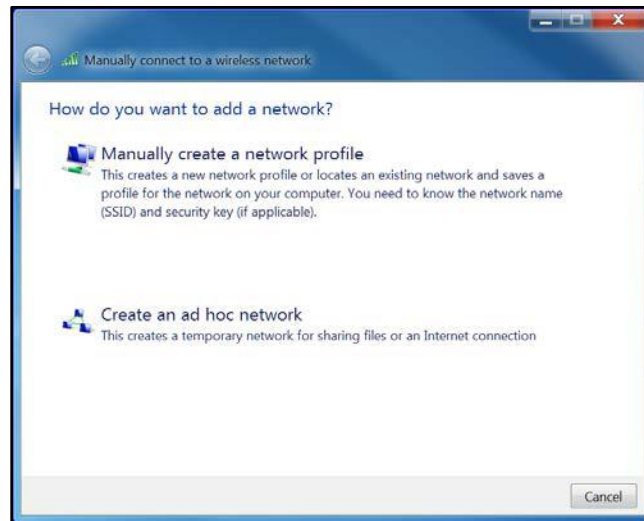 Manually connect to a wireless network
How do you want to add a network?
Manually create a network profile
This creates a new network profile or locates an existing network and saves a
profile for the network on your computer. You need to know the network name
(SSID) and security key (if applicable).
Create an ad hoc network
This creates a temporary network for sharing files or an Internet connection
Cancel